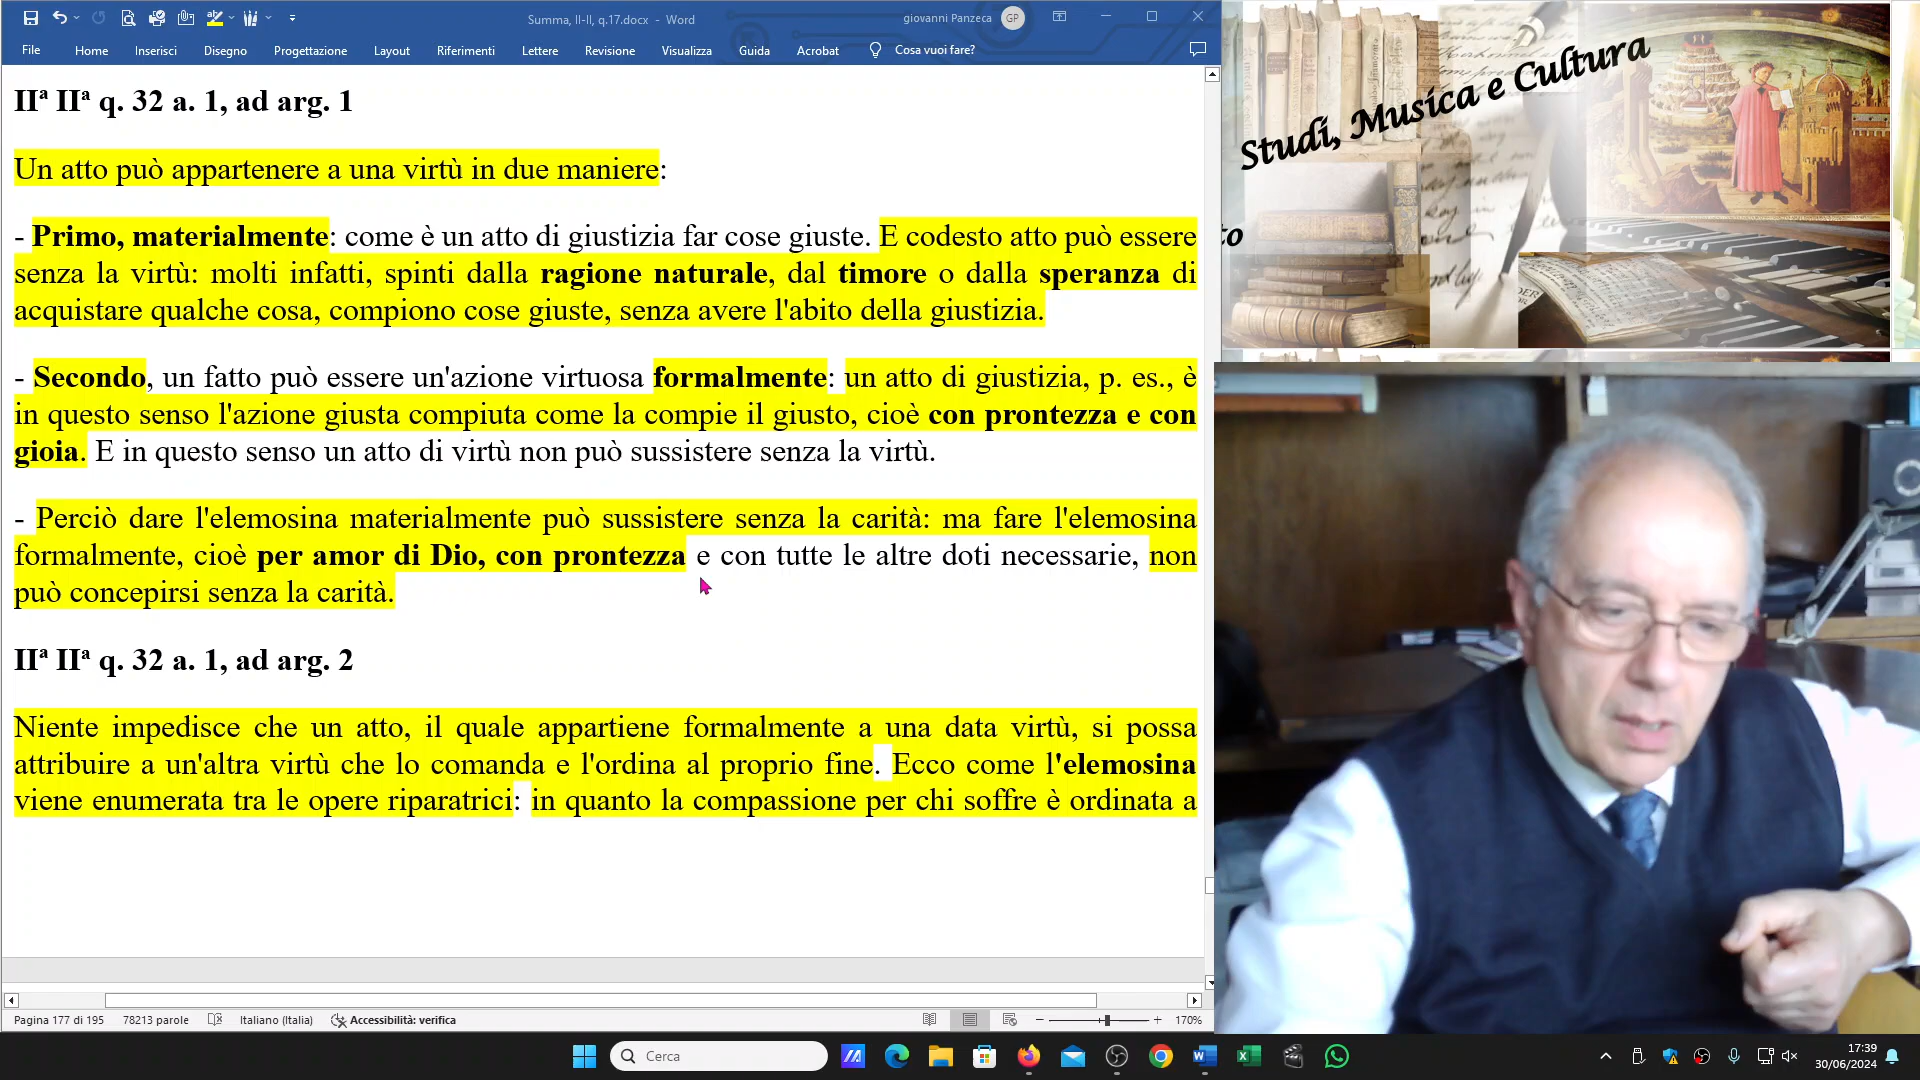 Summa, II-II, q.17.docx - Word
giovanni Panzeca
GP
File
Home
Inserisci
Disegno
Progettazione
Layout
Riferimenti
Lettere
Revisione
Visualizza
Guida
Acrobat
Cosa vuoi fare?
IIª IIª q. 32 a. 1, ad arg. 1
Un atto può appartenere a una virtù in due maniere:
- Primo, materialmente: come è un atto di giustizia far cose giuste. E codesto atto può essere
senza la virtù: molti infatti, spinti dalla ragione naturale, dal timore o dalla speranza di
acquistare qualche cosa, compiono cose giuste, senza avere l'abito della giustizia.
- Secondo, un fatto può essere un'azione virtuosa formalmente: un atto di giustizia, p. es., è
in questo senso l'azione giusta compiuta come la compie il giusto, cioè con prontezza e con
gioia. E in questo senso un atto di virtù non può sussistere senza la virtù.
- Perciò dare l'elemosina materialmente può sussistere senza la carità: ma fare l'elemosina
formalmente, cioè per amor di Dio, con prontezza e con tutte le altre doti necessarie, non
può concepirsi senza la carità.
IIª IIª q. 32 a. 1, ad arg. 2
Niente impedisce che un atto, il quale appartiene formalmente a una data virtù, si possa
attribuire a un'altra virtù che lo comanda e l'ordina al proprio fine. Ecco come l'elemosina
viene enumerata tra le opere riparatrici: in quanto la compassione per chi soffre è ordinata a
Pagina 177 di 195
78213 parole
Italiano (Italia)
Accessibilità: verifica
170%
Studi, Musica e Cultura
to
Cerca
17:39
30/06/2024